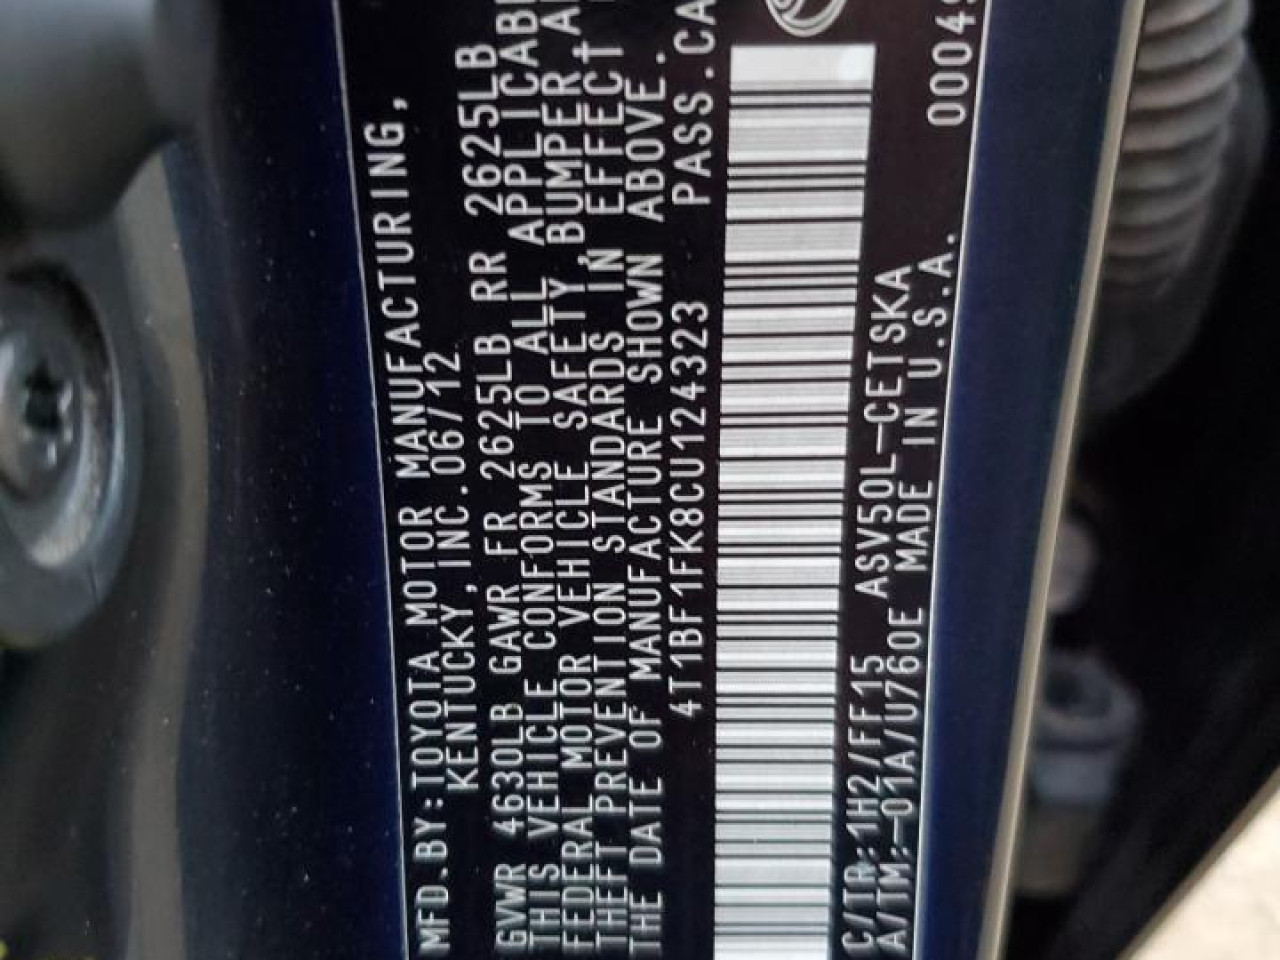 MFD.BY:TOYOTA MOTOR MANUFACTURING,
KENTUCKY,INC.06/12
GVWR 4630LB GAWR FR 2625LB RR 2625LB
THIS VEHICLE CONFORMS TO ALL
FEDERAL MOTOR VEHICLE SAFETY,BUMPER
THEFT PREVENTION STANDARDS IN EFFECT
THE DATE OF MANUFACTURE SHOWN ABOVE.
4T1BF1FK8CU124323 PASS.CA
C/TR:1H2/FF15 ASV50L-CETSKA
A/TM:-01A/U760E MADE IN U.S.A.
0004